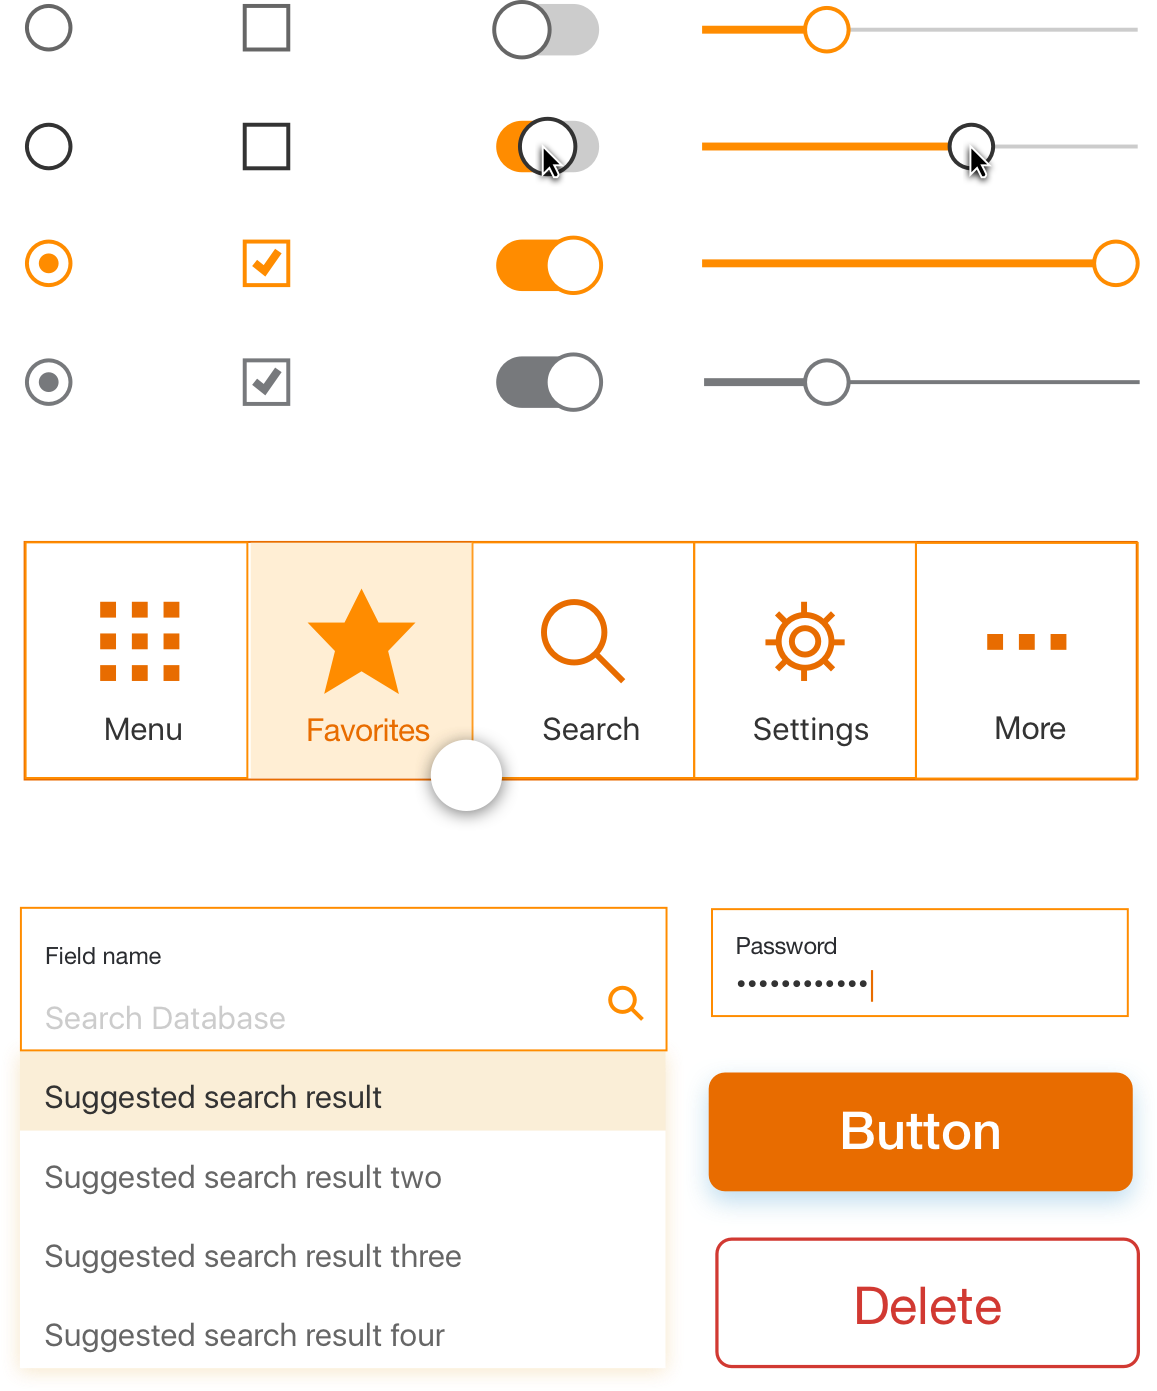 Menu
Favorites
Search
Settings
More
Field name
Search Database
Suggested search result
Suggested search result two
Suggested search result three
Suggested search result four
Password
••••••••••••
Button
Delete